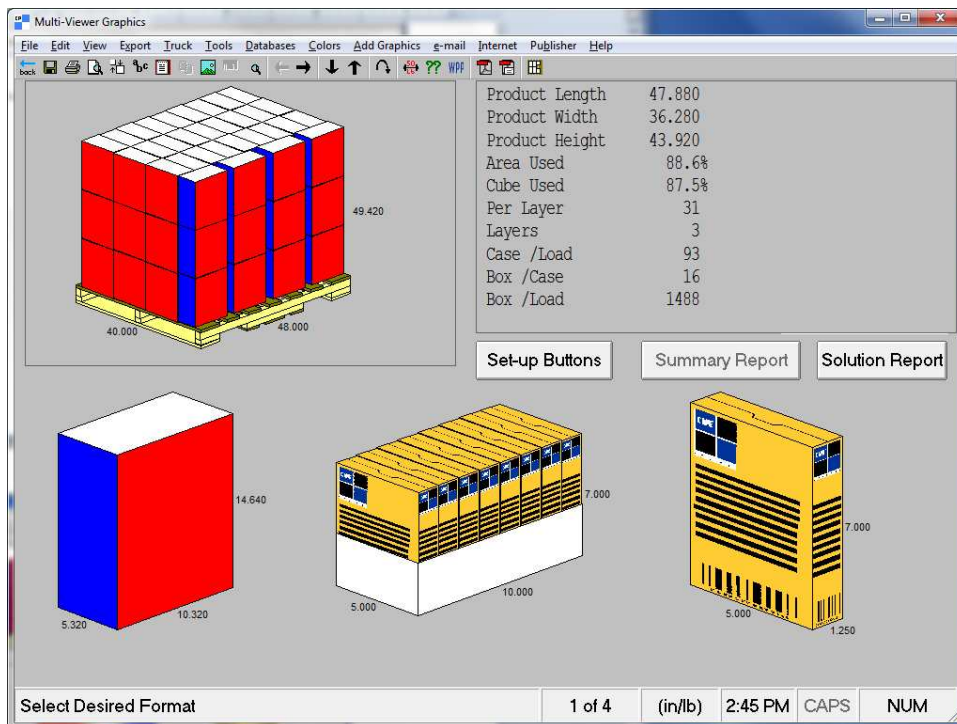 Multi-Viewer Graphics
File Edit View Export Truck Tools Databases Colors Add Graphics e-mail Internet Publisher Help
back abc ?? WPF
Product Length 47.880
Product Width 36.280
Product Height 43.920
Area Used 88.6%
Cube Used 87.5%
Per Layer 31
Layers 3
Case /Load 93
Box /Case 16
Box /Load 1488
49.420
40.000
48.000
Set-up Buttons Summary Report Solution Report
14.640
5.320
10.320
7.000
5.000
10.000
7.000
5.000
1.250
Select Desired Format 1 of 4 (in/lb) 2:45 PM CAPS NUM